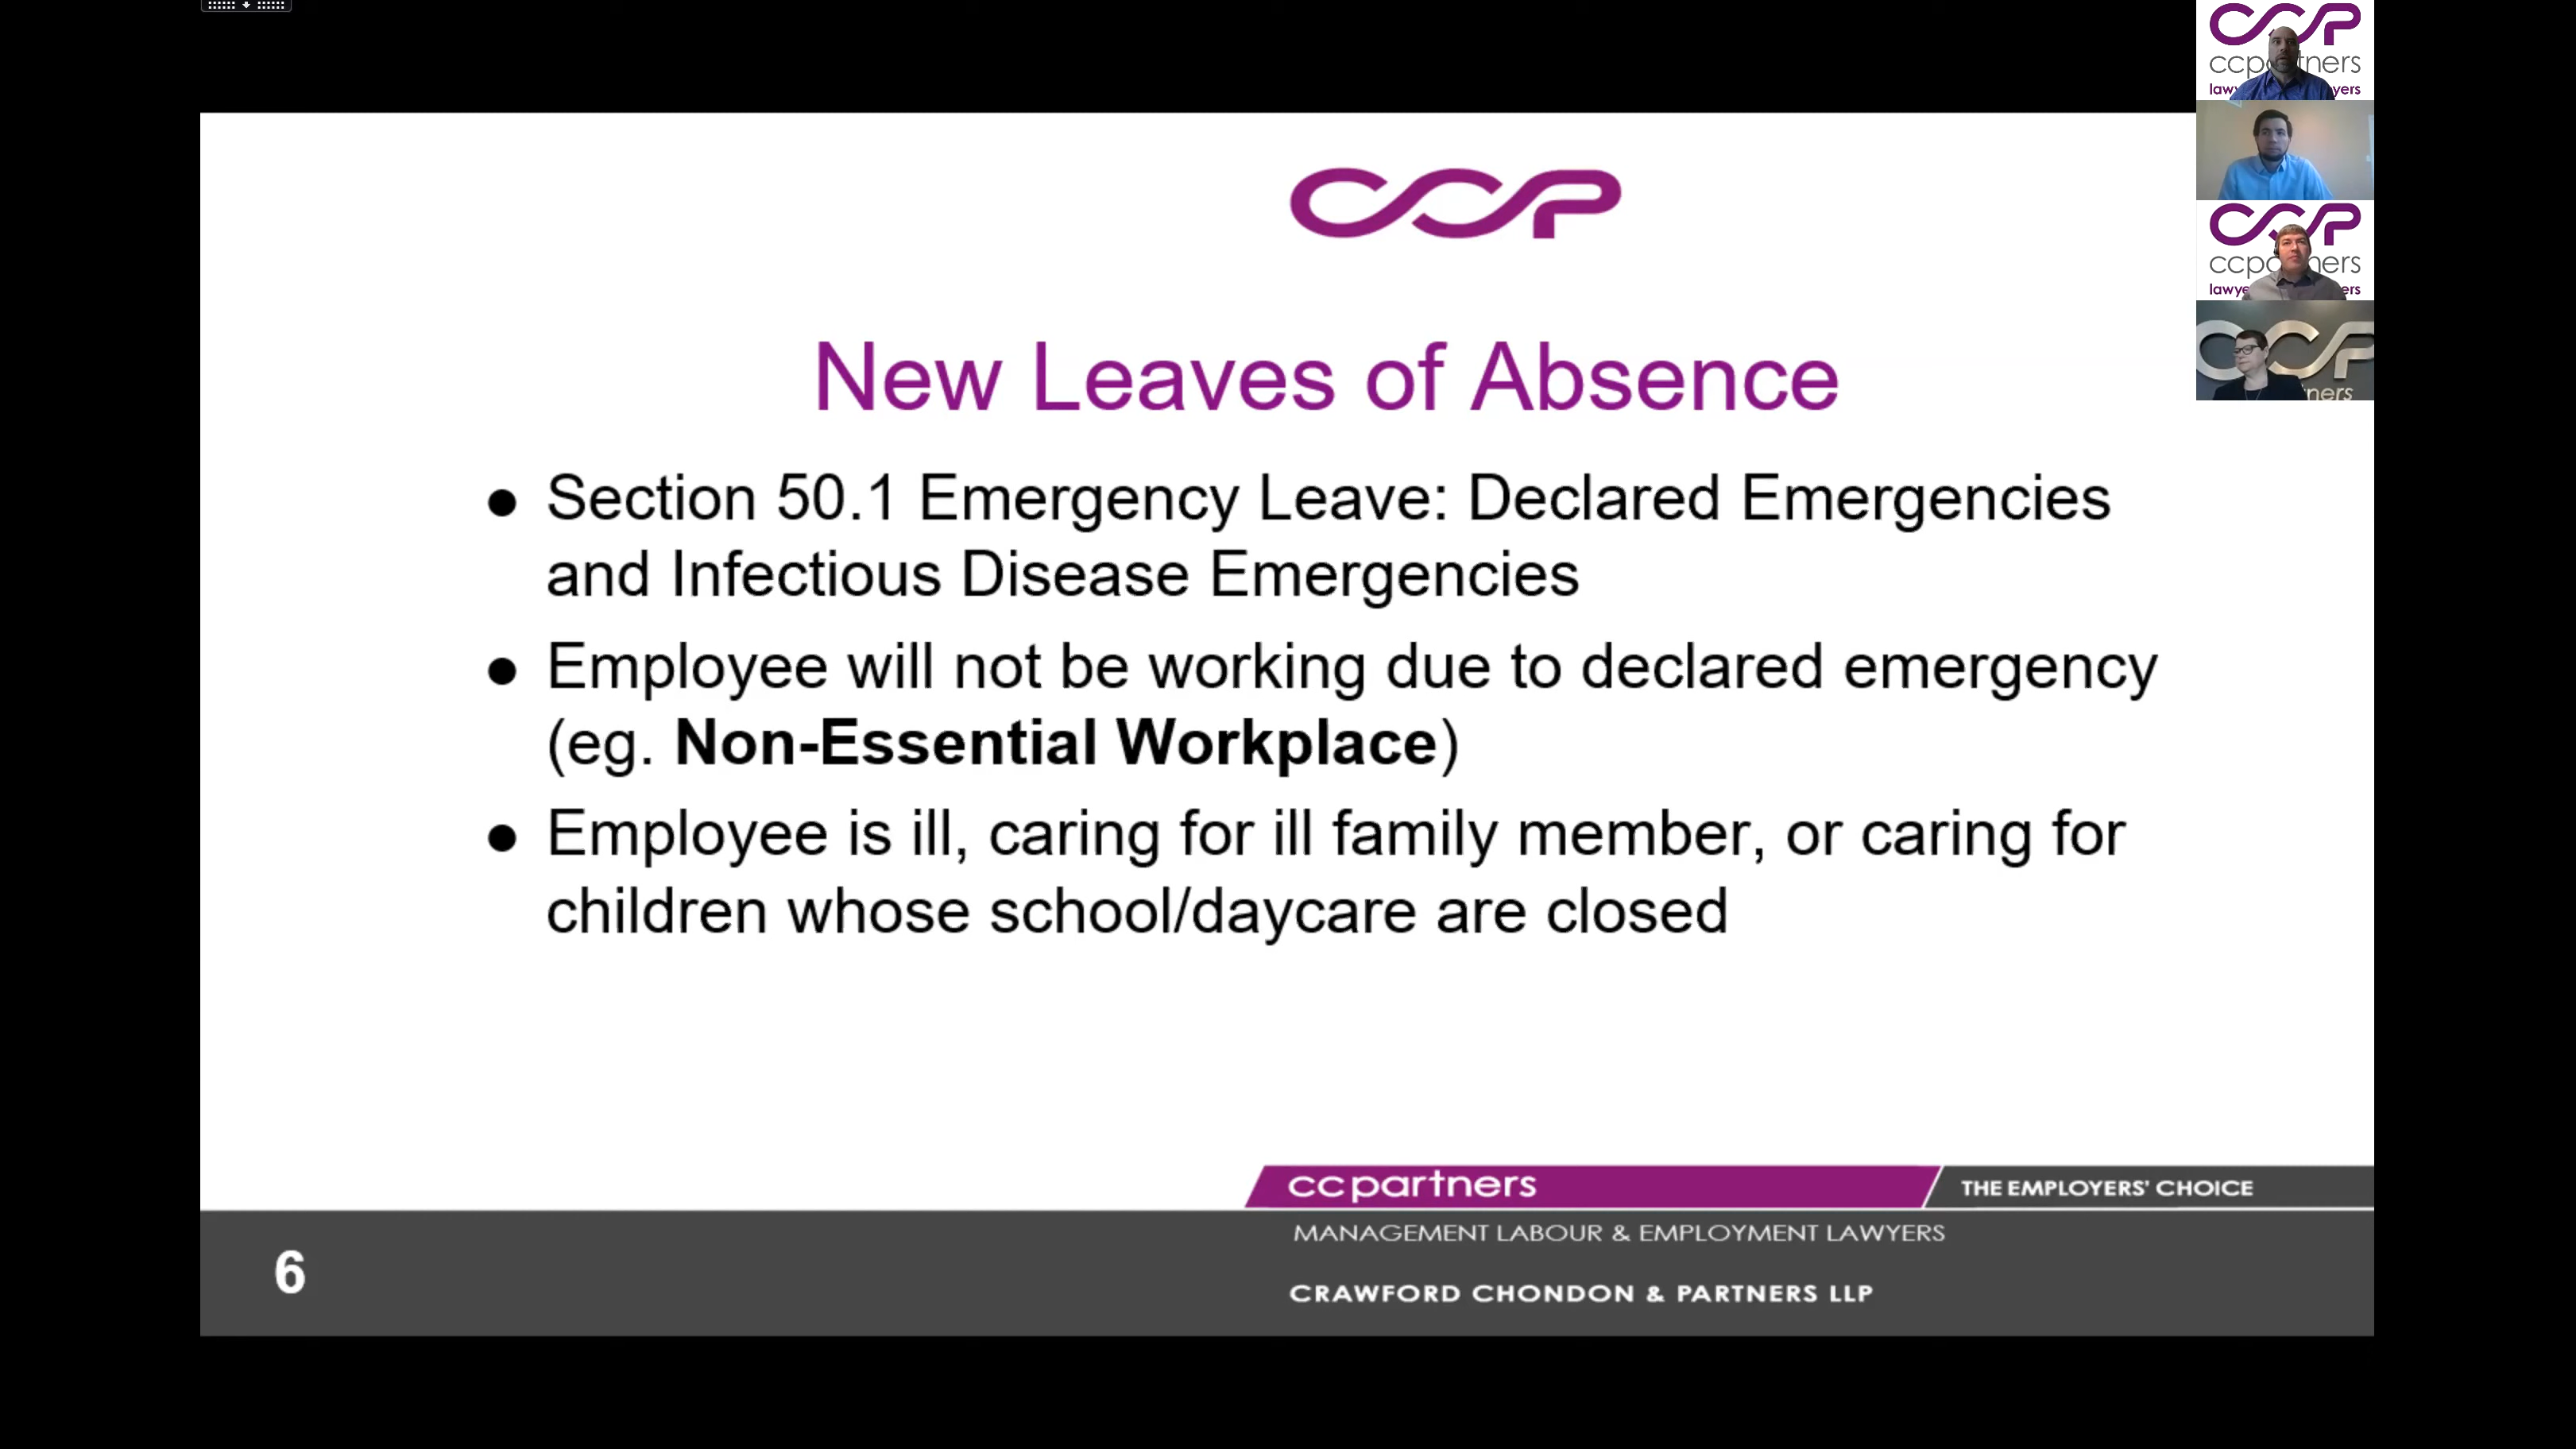 CCP
ccpartners
New Leaves of Absence
● Section 50.1 Emergency Leave: Declared Emergencies
and Infectious Disease Emergencies
● Employee will not be working due to declared emergency
(eg. Non-Essential Workplace)
● Employee is ill, caring for ill family member, or caring for
children whose school/daycare are closed
ccpartners
THE EMPLOYERS' CHOICE
MANAGEMENT LABOUR & EMPLOYMENT LAWYERS
CRAWFORD CHONDON & PARTNERS LLP
6